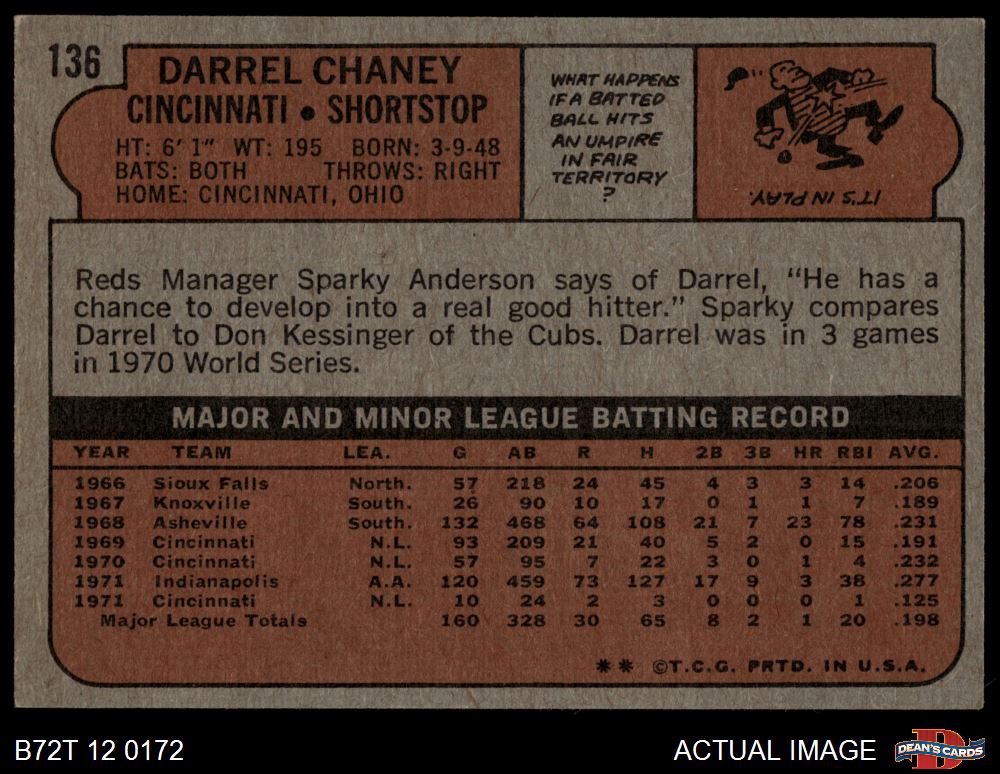 136
DARREL CHANEY
CINCINNATI • SHORTSTOP
HT: 6' 1" WT: 195 BORN: 3-9-48
BATS: BOTH THROWS: RIGHT
HOME: CINCINNATI, OHIO
WHAT HAPPENS
IF A BATTED
BALL HITS
AN UMPIRE
IN FAIR
TERRITORY
?
IT'S IN PLAY.
Reds Manager Sparky Anderson says of Darrel, "He has a
chance to develop into a real good hitter." Sparky compares
Darrel to Don Kessinger of the Cubs. Darrel was in 3 games
in 1970 World Series.
MAJOR AND MINOR LEAGUE BATTING RECORD
YEAR TEAM LEA. G AB R H 2B 3B HR RBI AVG.
1966 Sioux Falls North. 57 218 24 45 4 3 3 14 .206
1967 Knoxville South. 26 90 10 17 0 1 1 7 .189
1968 Asheville South. 132 468 64 108 21 7 23 78 .231
1969 Cincinnati N.L. 93 209 21 40 5 2 0 15 .191
1970 Cincinnati N.L. 57 95 7 22 3 0 1 4 .232
1971 Indianapolis A.A. 120 459 73 127 17 9 3 38 .277
1971 Cincinnati N.L. 10 24 2 3 0 0 0 1 .125
Major League Totals 160 328 30 65 8 2 1 20 .198
** ©T.C.G. PRTD. IN U.S.A.
B72T 12 0172
ACTUAL IMAGE
D
DEAN'S CARDS